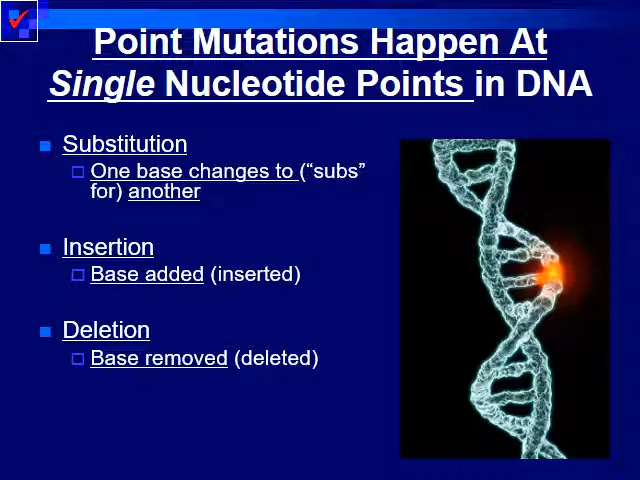 Point Mutations Happen At
Single Nucleotide Points in DNA
Substitution
One base changes to (“subs”
for) another
Insertion
Base added (inserted)
Deletion
Base removed (deleted)